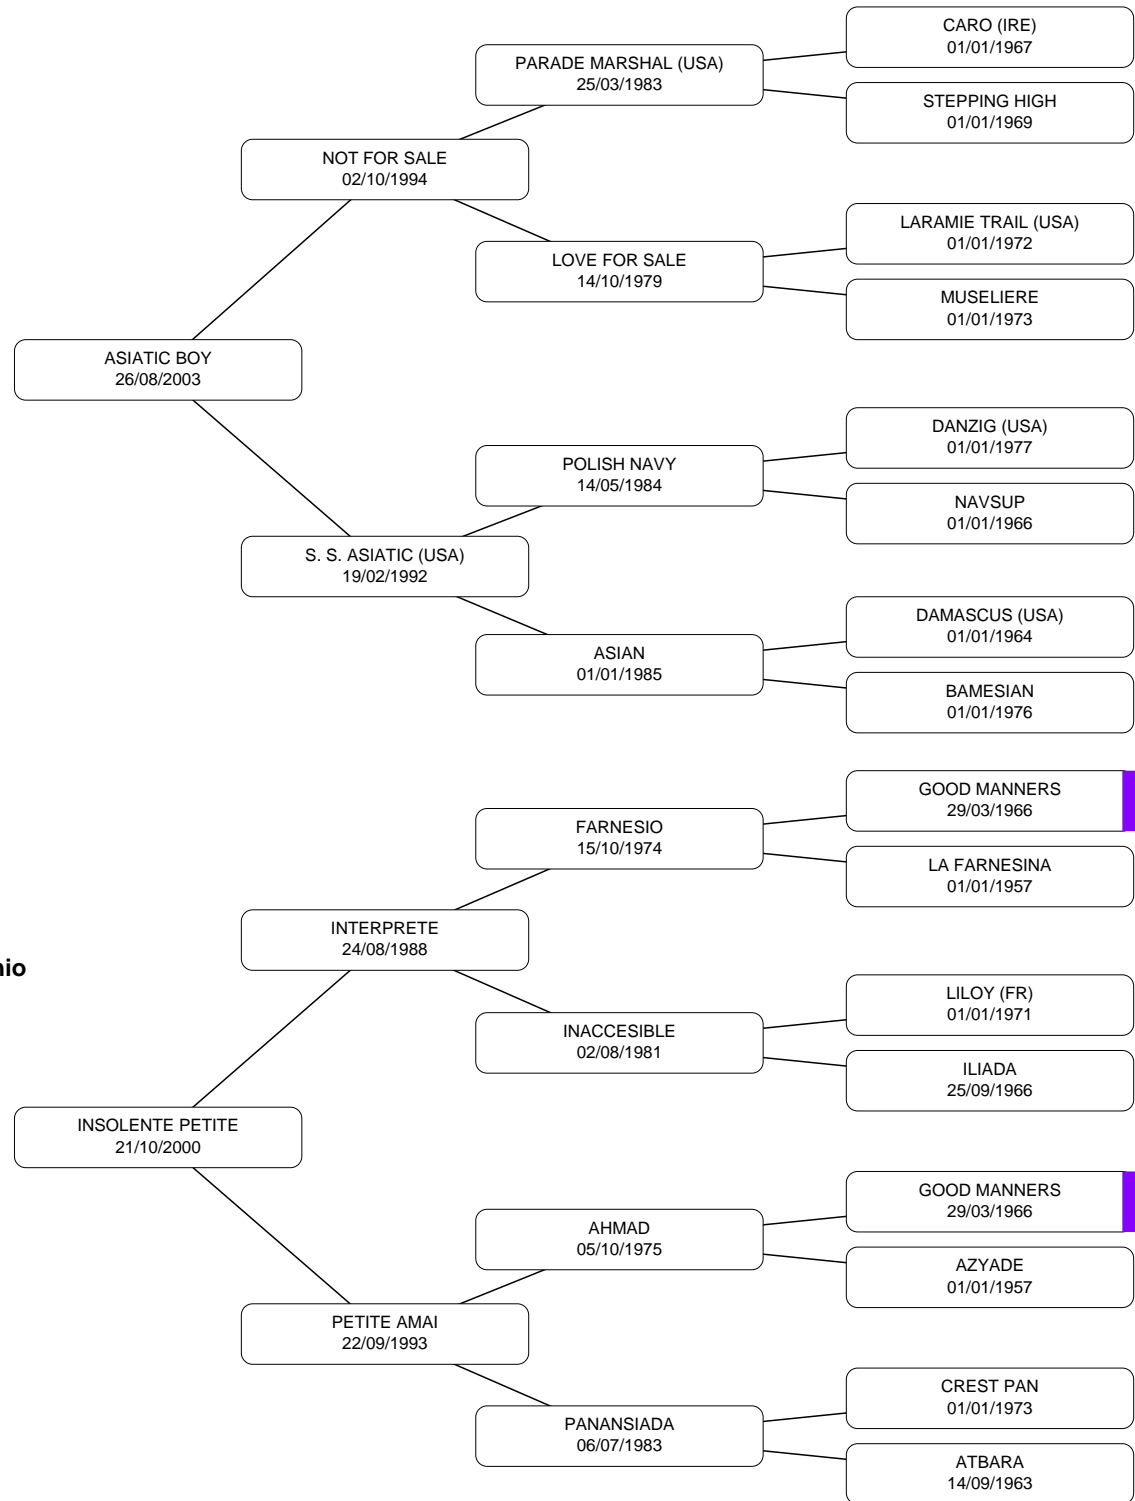 CARO (IRE)
01/01/1967
PARADE MARSHAL (USA)
25/03/1983
STEPPING HIGH
01/01/1969
NOT FOR SALE
02/10/1994
LARAMIE TRAIL (USA)
01/01/1972
LOVE FOR SALE
14/10/1979
MUSELIERE
01/01/1973
ASIATIC BOY
26/08/2003
DANZIG (USA)
01/01/1977
POLISH NAVY
14/05/1984
NAVSUP
01/01/1966
S. S. ASIATIC (USA)
19/02/1992
DAMASCUS (USA)
01/01/1964
ASIAN
01/01/1985
BAMESIAN
01/01/1976
GOOD MANNERS
29/03/1966
FARNESIO
15/10/1974
LA FARNESINA
01/01/1957
INTERPRETE
24/08/1988
LILOY (FR)
01/01/1971
INACCESIBLE
02/08/1981
ILIADA
25/09/1966
INSOLENTE PETITE
21/10/2000
GOOD MANNERS
29/03/1966
AHMAD
05/10/1975
AZYADE
01/01/1957
PETITE AMAI
22/09/1993
CREST PAN
01/01/1973
PANANSIADA
06/07/1983
ATBARA
14/09/1963